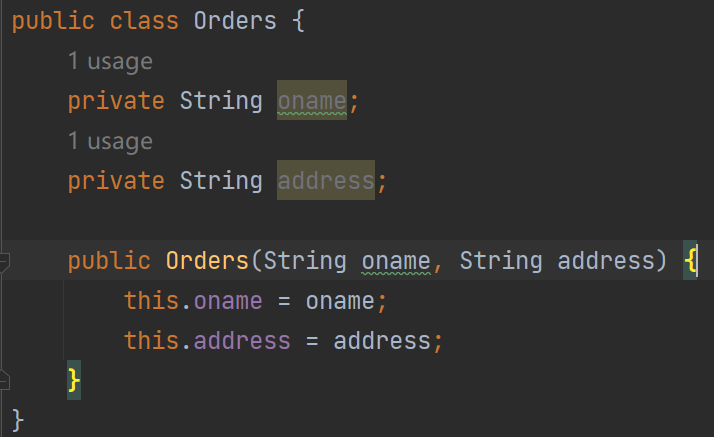 public class Orders {
1 usage
private String oname;
1 usage
private String address;
public Orders(String oname, String address) {
this.oname = oname;
this.address = address;
}
}